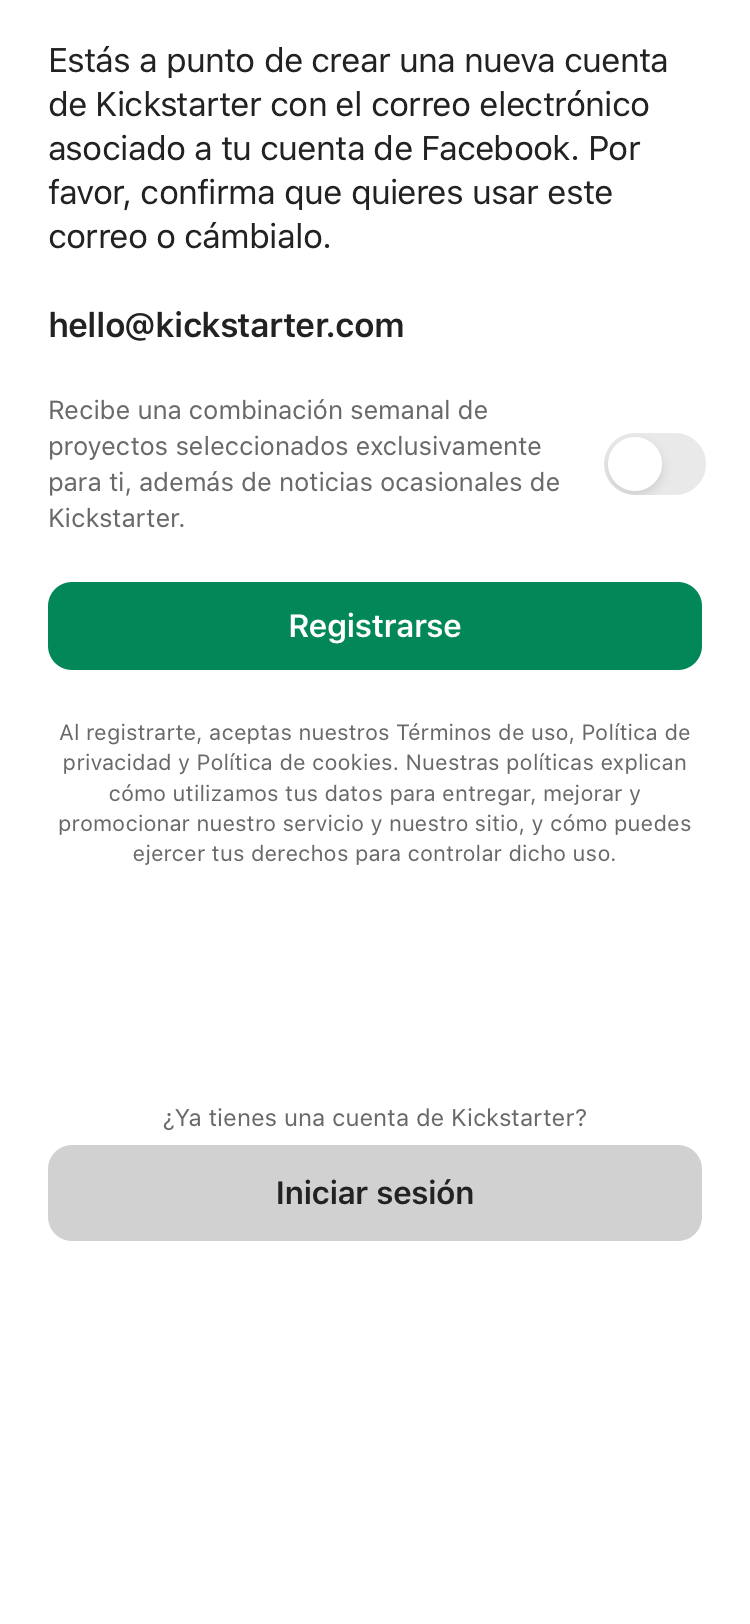 Estás a punto de crear una nueva cuenta
de Kickstarter con el correo electrónico
asociado a tu cuenta de Facebook. Por
favor, confirma que quieres usar este
correo o cámbialo.
hello@kickstarter.com
Recibe una combinación semanal de
proyectos seleccionados exclusivamente
para ti, además de noticias ocasionales de
Kickstarter.
Registrarse
Al registrarte, aceptas nuestros Términos de uso, Política de
privacidad y Política de cookies. Nuestras políticas explican
cómo utilizamos tus datos para entregar, mejorar y
promocionar nuestro servicio y nuestro sitio, y cómo puedes
ejercer tus derechos para controlar dicho uso.
¿Ya tienes una cuenta de Kickstarter?
Iniciar sesión